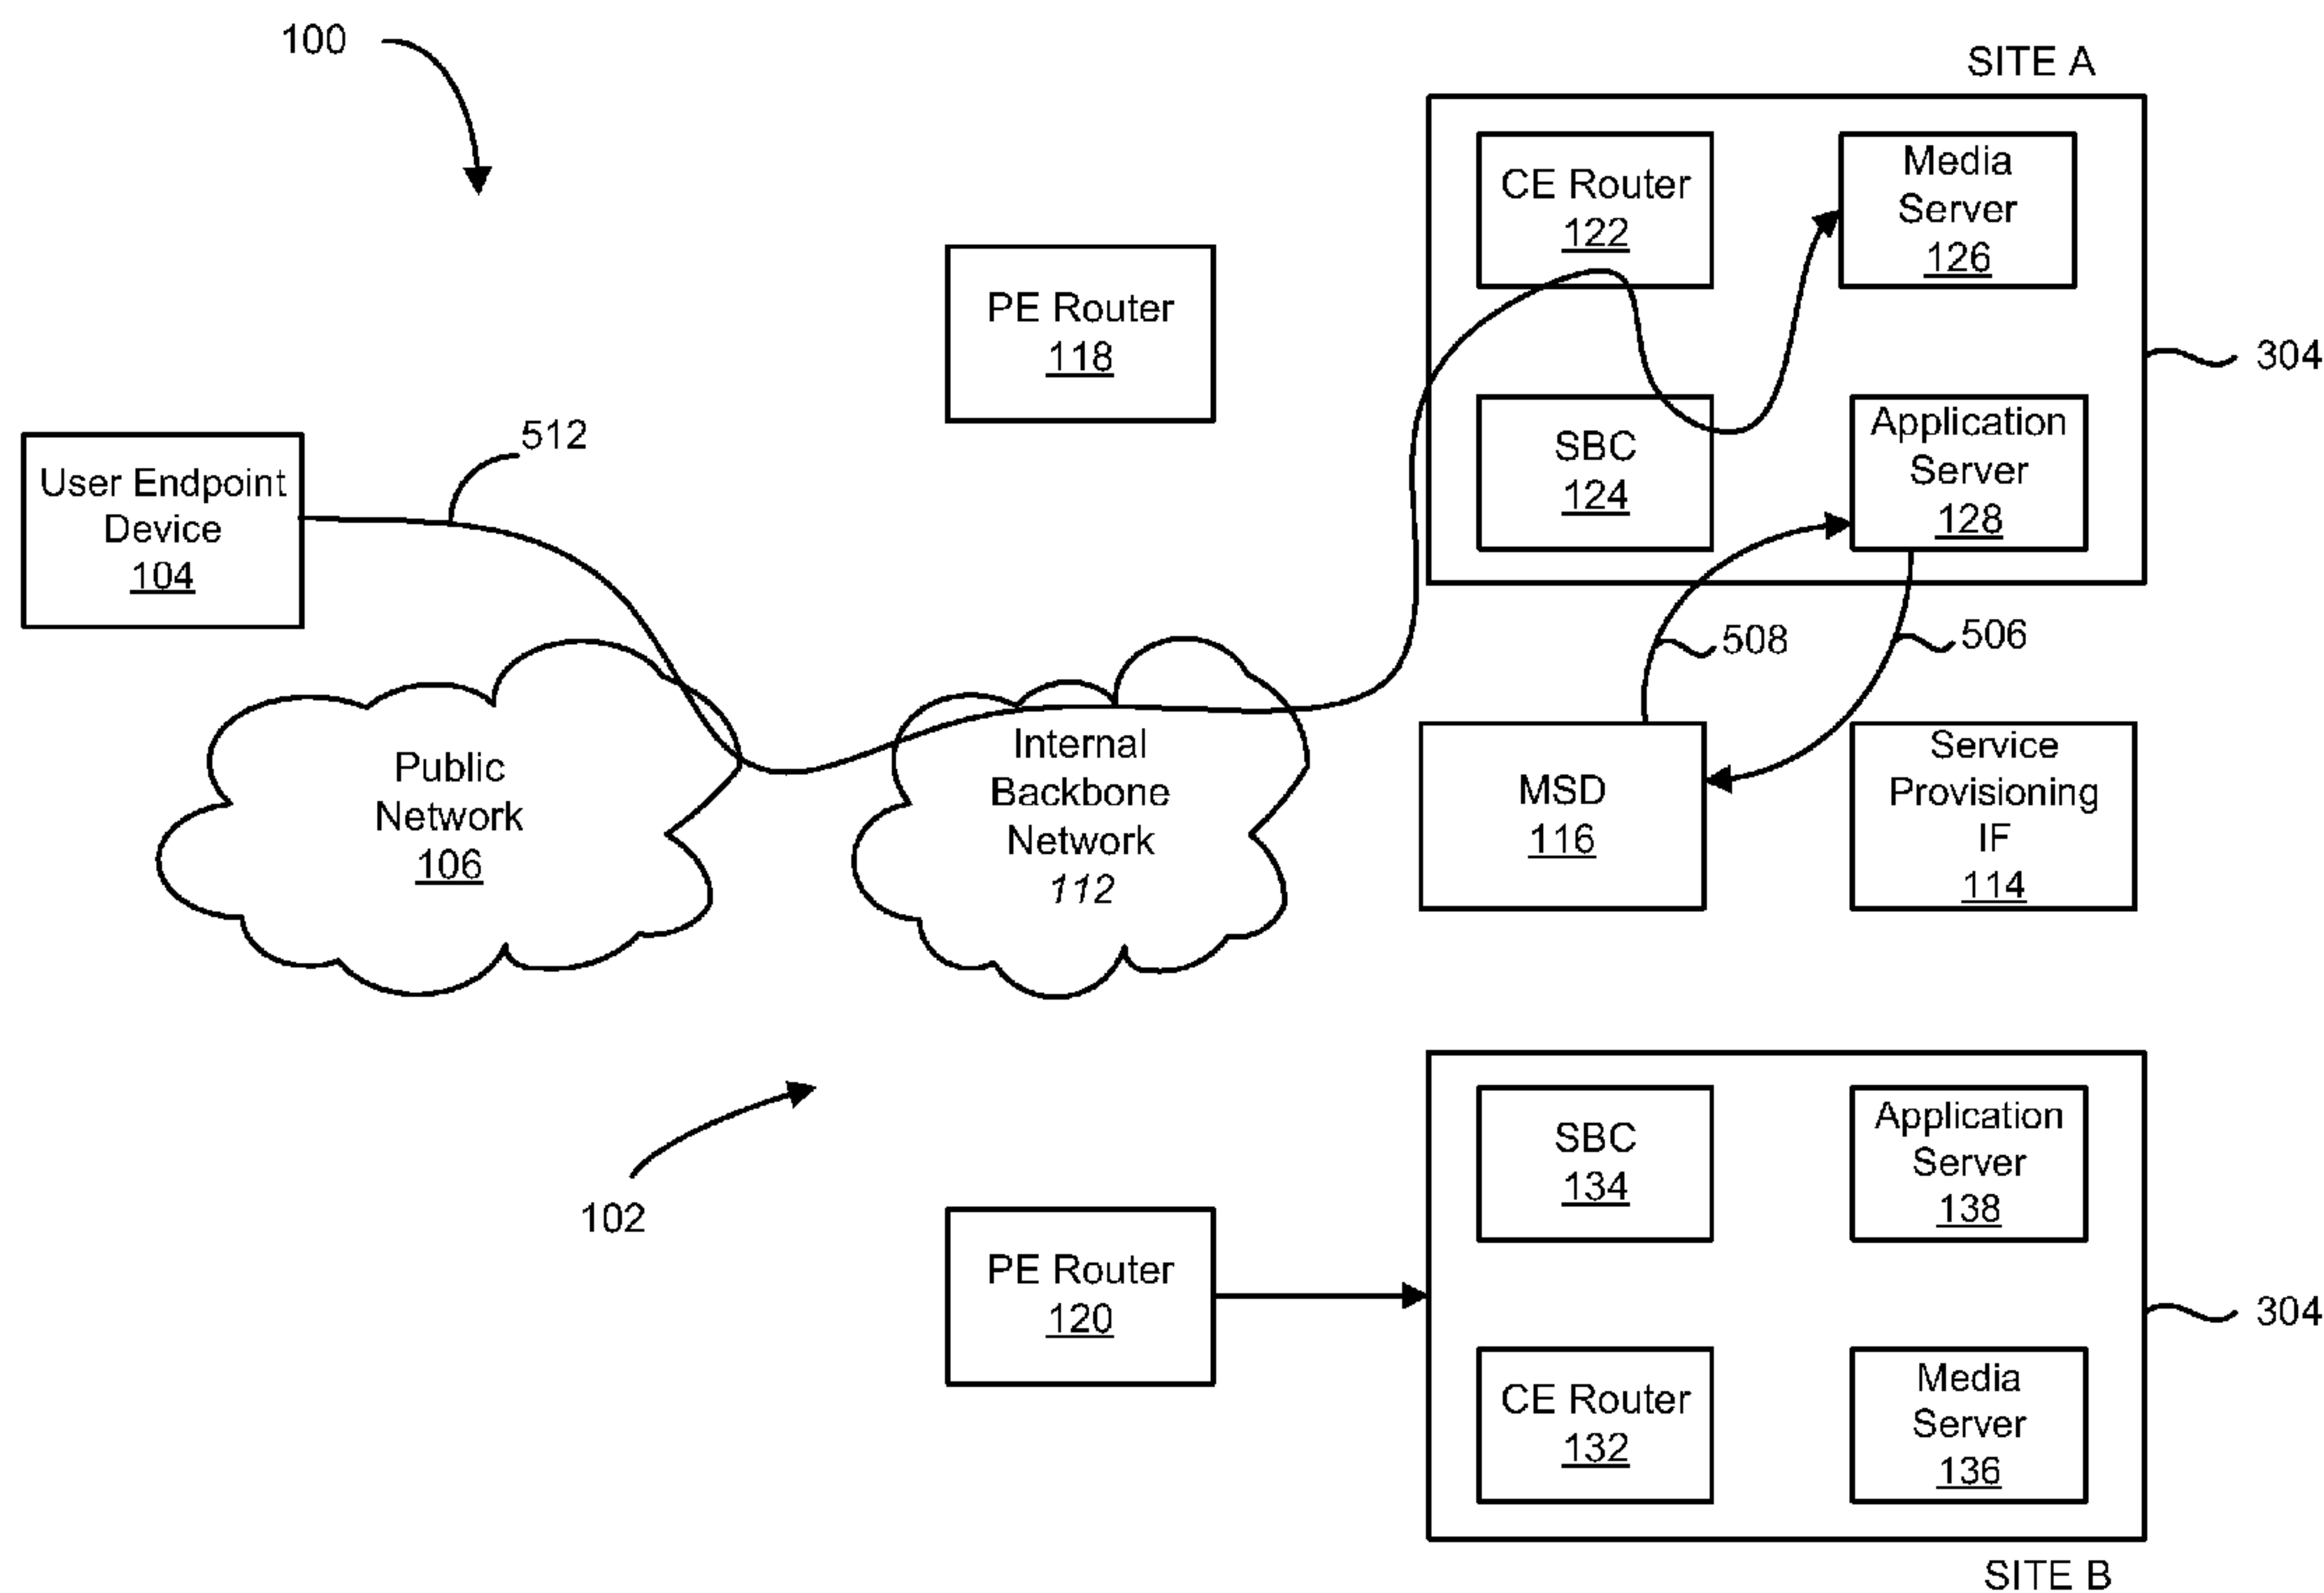 100
SITE A
CE Router
122
Media
Server
126
PE Router
118
304
512
User Endpoint
Device
104
SBC
124
Application
Server
128
508
506
Public
Network
106
Internal
Backbone
Network
112
MSD
116
Service
Provisioning
IF
114
102
SBC
134
Application
Server
138
PE Router
120
304
CE Router
132
Media
Server
136
SITE B